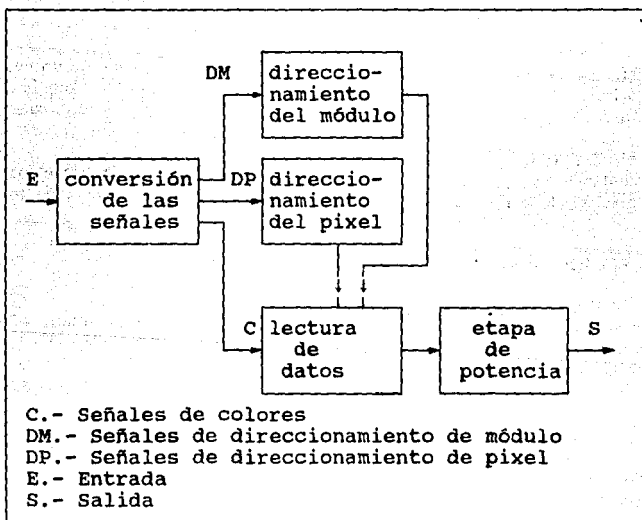 DM
direccio-
namiento
del módulo
E
conversión
de las
señales
DP
direccio-
namiento
del pixel
C
lectura
de
datos
etapa
de
potencia
S
C.- Señales de colores
DM.- Señales de direccionamiento de módulo
DP.- Señales de direccionamiento de pixel
E.- Entrada
S.- Salida